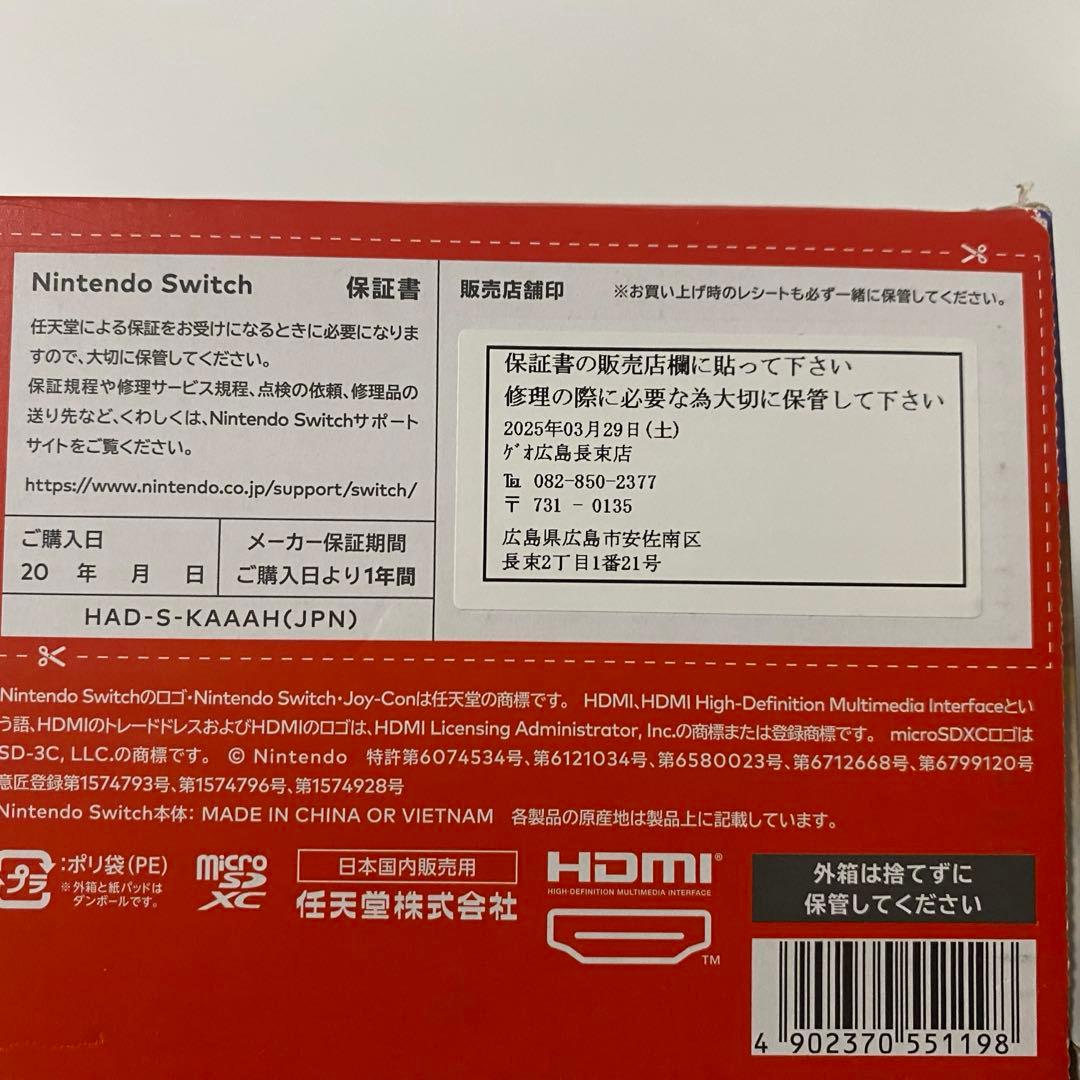 Nintendo Switch 保証書
任天堂による保証をお受けになるときに必要になりま
すので、大切に保管してください。
保証規程や修理サービス規程、点検の依頼、修理品の
送り先など、くわしくは、Nintendo Switchサポート
サイトをご覧ください。
https://www.nintendo.co.jp/support/switch/
ご購入日
20 年 月 日
メーカー保証期間
ご購入日より1年間
HAD-S-KAAAH(JPN)
販売店舗印 ※お買い上げ時のレシートも必ず一緒に保管してください。
保証書の販売店欄に貼って下さい
修理の際に必要な為大切に保管して下さい
2025年03月29日(土)
ゲオ広島長束店
℡ 082-850-2377
〒 731 - 0135
広島県広島市安佐南区
長束2丁目1番21号
Nintendo Switchのロゴ・Nintendo Switch・Joy-Conは任天堂の商標です。 HDMI、HDMI High-Definition Multimedia Interfaceとい
う語、HDMIのトレードドレスおよびHDMIのロゴは、HDMI Licensing Administrator, Inc.の商標または登録商標です。 microSDXCロゴは
SD-3C, LLC.の商標です。 © Nintendo 特許第6074534号、第6121034号、第6580023号、第6712668号、第6799120号
意匠登録第1574793号、第1574796号、第1574928号
Nintendo Switch本体: MADE IN CHINA OR VIETNAM 各製品の原産地は製品上に記載しています。
プラ
:ポリ袋(PE)
※外箱と紙パッドは
ダンボールです。
micro
SD
XC
日本国内販売用
任天堂株式会社
HDMI®
HIGH-DEFINITION MULTIMEDIA INTERFACE
TM
外箱は捨てずに
保管してください
4 902370 551198